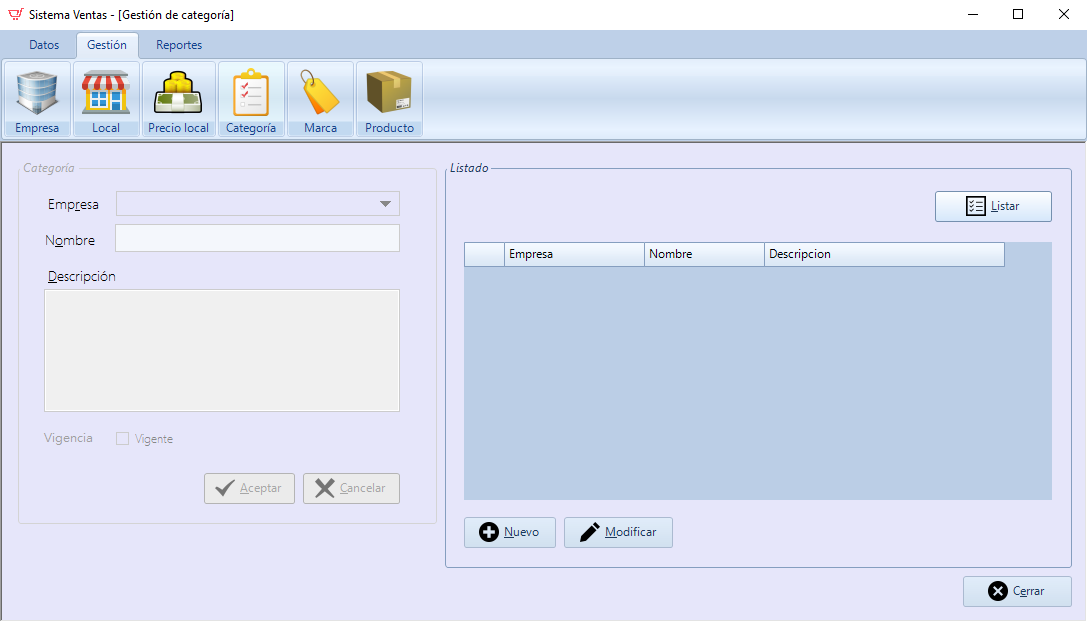 Sistema Ventas - [Gestión de categoría]
Datos Gestión Reportes
Empresa Local Precio local Categoría Marca Producto
Categoría
Empresa
Nombre
Descripción
Vigencia Vigente
Aceptar Cancelar
Listado
Listar
Empresa Nombre Descripcion
Nuevo Modificar
Cerrar